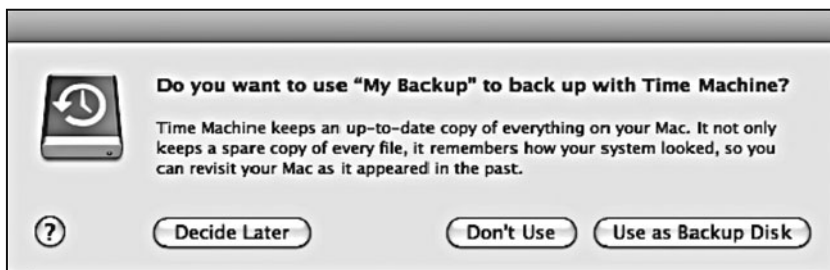 Do you want to use “My Backup” to back up with Time Machine?
Time Machine keeps an up-to-date copy of everything on your Mac. It not only
keeps a spare copy of every file, it remembers how your system looked, so you
can revisit your Mac as it appeared in the past.
? Decide Later Don't Use Use as Backup Disk